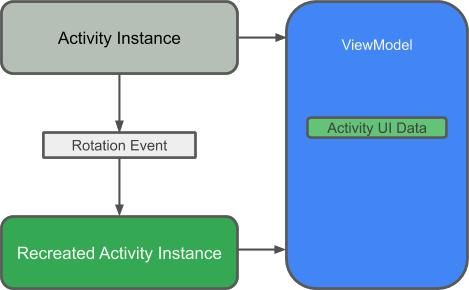 Activity Instance
ViewModel
Activity UI Data
Rotation Event
Recreated Activity Instance